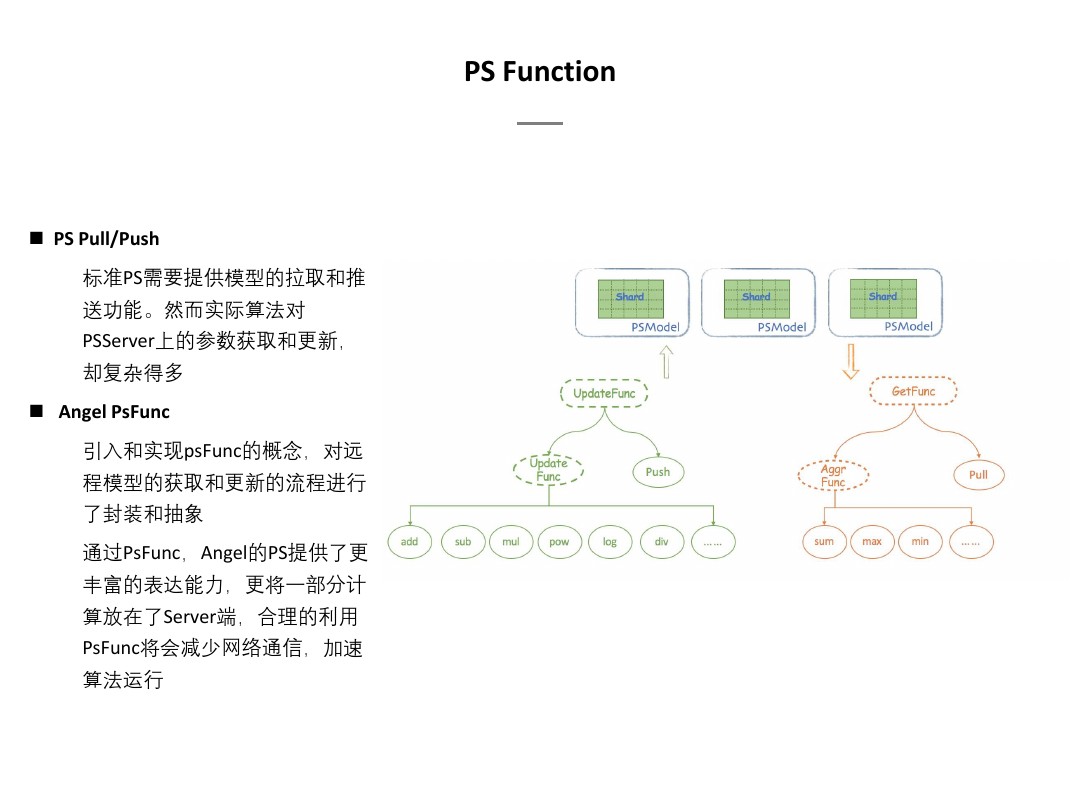 PS Function
■ PS Pull/Push
标准PS需要提供模型的拉取和推
送功能。然而实际算法对
PSServer上的参数获取和更新，
却复杂得多
■ Angel PsFunc
引入和实现psFunc的概念，对远
程模型的获取和更新的流程进行
了封装和抽象
通过PsFunc，Angel的PS提供了更
丰富的表达能力，更将一部分计
算放在了Server端，合理的利用
PsFunc将会减少网络通信，加速
算法运行
Shard
PSModel
Shard
PSModel
Shard
PSModel
UpdateFunc
GetFunc
Update
Func
Push
Aggr
Func
Pull
add
sub
mul
pow
log
div
……
sum
max
min
……